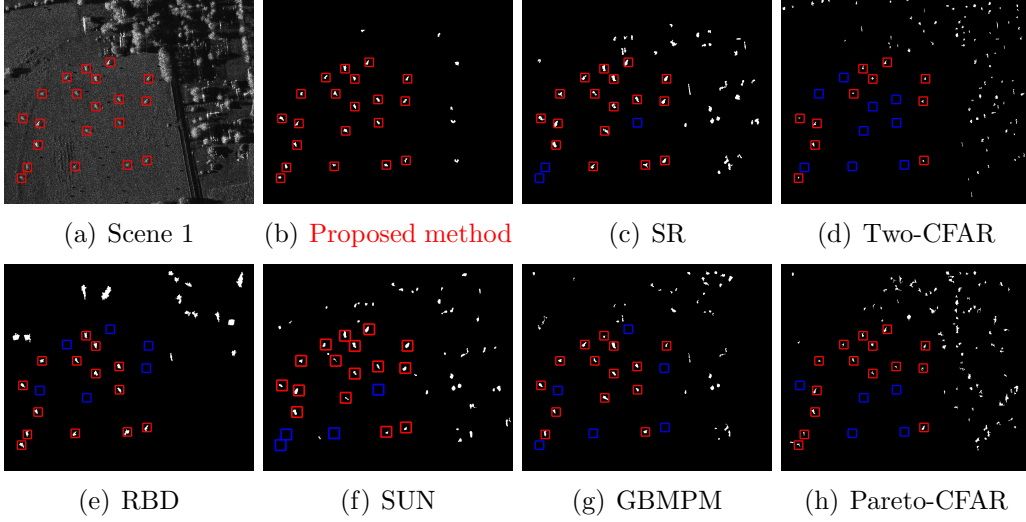 (a) Scene 1
(b) Proposed method
(c) SR
(d) Two-CFAR
(e) RBD
(f) SUN
(g) GBMPM
(h) Pareto-CFAR